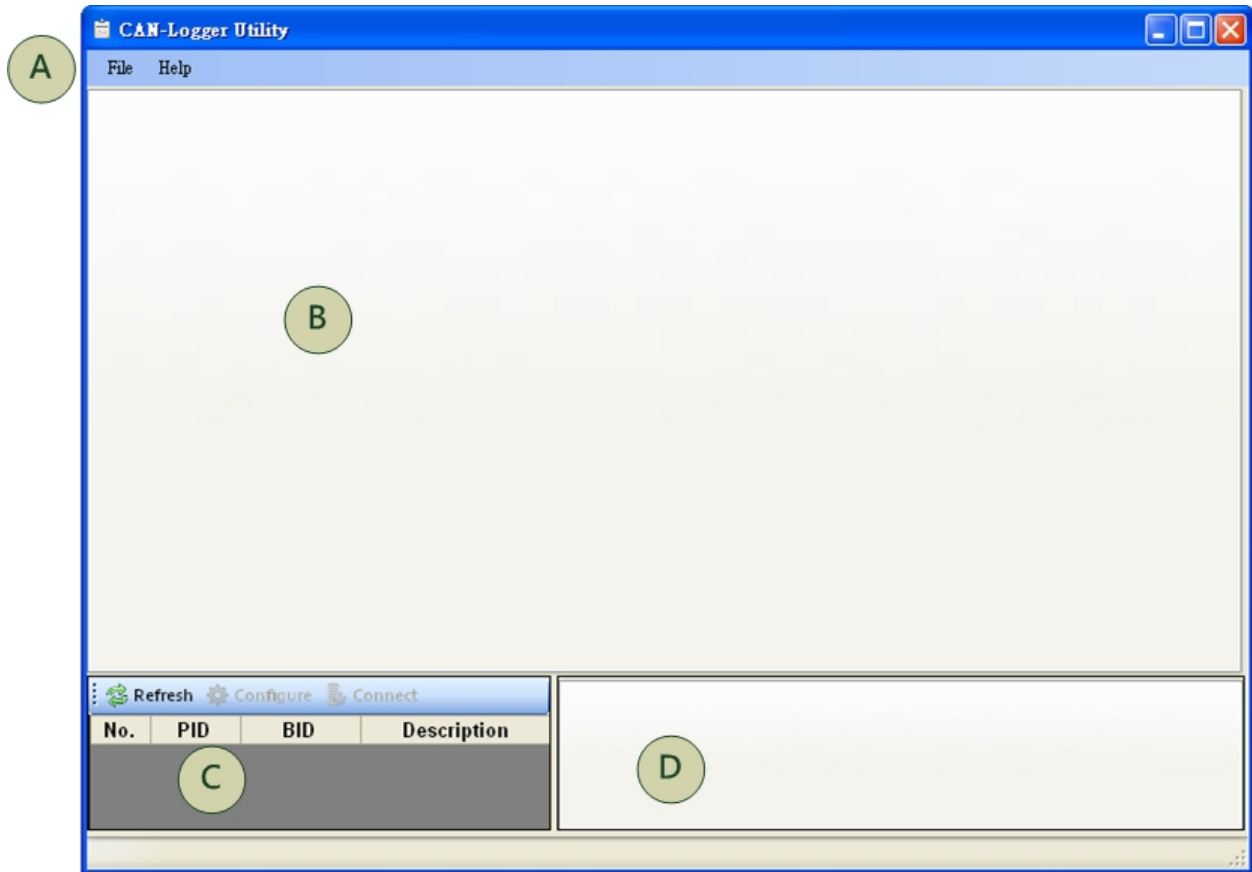 CAN-Logger Utility
A
File Help
B
Refresh Configure Connect
No. PID BID Description
C
D